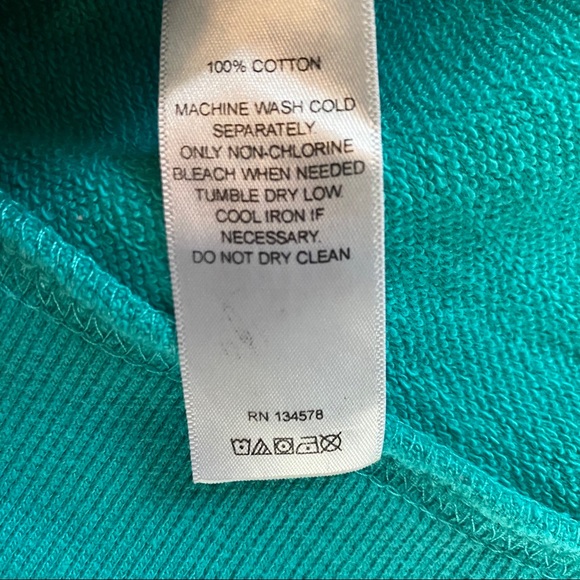 100% COTTON
MACHINE WASH COLD
SEPARATELY
ONLY NON-CHLORINE
BLEACH WHEN NEEDED
TUMBLE DRY LOW.
COOL IRON IF
NECESSARY.
DO NOT DRY CLEAN
RN 134578